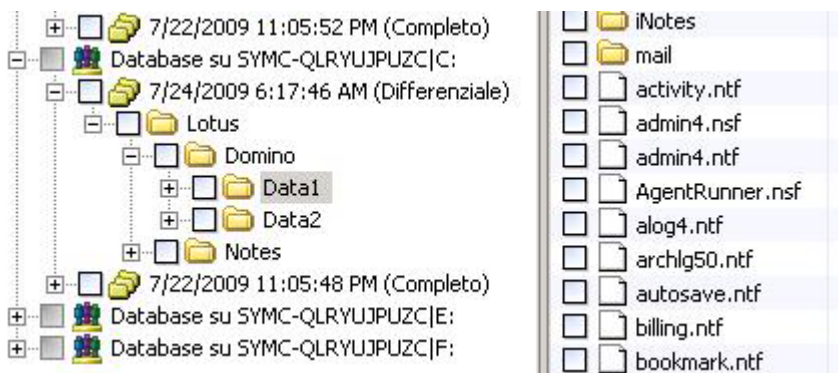 7/22/2009 11:05:52 PM (Completo)
Database su SYMC-QLRYUJPUZC|C:
7/24/2009 6:17:46 AM (Differenziale)
Lotus
Domino
Data1
Data2
Notes
7/22/2009 11:05:48 PM (Completo)
Database su SYMC-QLRYUJPUZC|E:
Database su SYMC-QLRYUJPUZC|F:
iNotes
mail
activity.ntf
admin4.nsf
admin4.ntf
AgentRunner.nsf
alog4.ntf
archlg50.ntf
autosave.ntf
billing.ntf
bookmark.ntf